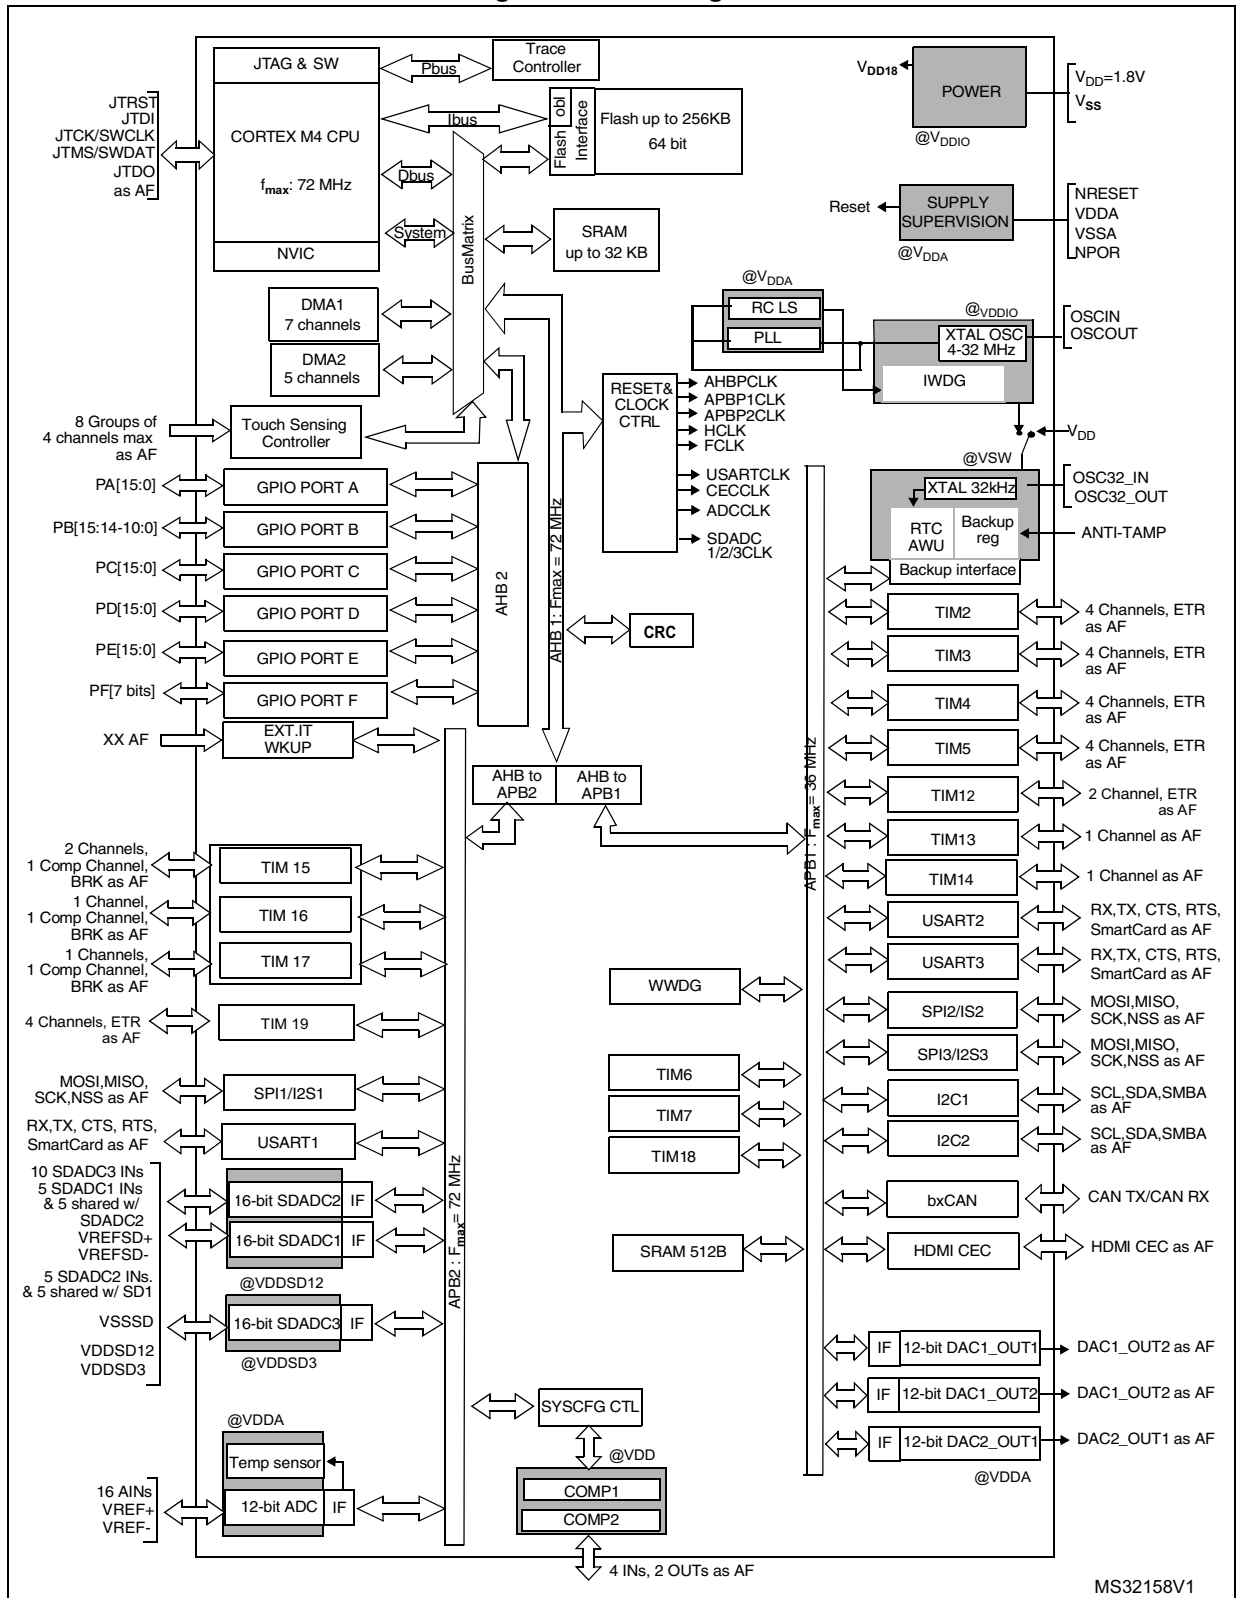 JTAG & SW
Pbus
Trace
Controller
JTRST
JTDI
JTCK/SWCLK
JTMS/SWDAT
JTDO
as AF
CORTEX M4 CPU
fmax: 72 MHz
NVIC
Ibus
Dbus
System
BusMatrix
Flash
obl
Interface
Flash up to 256KB
64 bit
SRAM
up to 32 KB
VDD18
POWER
VDD=1.8V
VSS
@VDDIO
Reset
SUPPLY
SUPERVISION
NRESET
VDDA
VSSA
NPOR
@VDDA
DMA1
7 channels
DMA2
5 channels
8 Groups of
4 channels max
as AF
Touch Sensing
Controller
@VDDA
RC LS
PLL
@VDDIO
XTAL OSC
4-32 MHz
IWDG
OSCIN
OSCOUT
VDD
RESET&
CLOCK
CTRL
AHBPCLK
APBP1CLK
APBP2CLK
HCLK
FCLK
USARTCLK
CECCLK
ADCCLK
SDADC
1/2/3CLK
@VSW
XTAL 32kHz
RTC
AWU
Backup
reg
Backup interface
OSC32_IN
OSC32_OUT
ANTI-TAMP
PA[15:0]
GPIO PORT A
PB[15:14-10:0]
GPIO PORT B
PC[15:0]
GPIO PORT C
PD[15:0]
GPIO PORT D
PE[15:0]
GPIO PORT E
PF[7 bits]
GPIO PORT F
AHB 2
AHB 1: Fmax = 72 MHz
CRC
XX AF
EXT.IT
WKUP
AHB to
APB2
AHB to
APB1
APB1 : Fmax = 36 MHz
TIM2
4 Channels, ETR
as AF
TIM3
4 Channels, ETR
as AF
TIM4
4 Channels, ETR
as AF
TIM5
4 Channels, ETR
as AF
TIM12
2 Channel, ETR
as AF
TIM13
1 Channel as AF
TIM14
1 Channel as AF
USART2
RX,TX, CTS, RTS,
SmartCard as AF
USART3
RX,TX, CTS, RTS,
SmartCard as AF
SPI2/IS2
MOSI,MISO,
SCK,NSS as AF
SPI3/I2S3
MOSI,MISO,
SCK,NSS as AF
I2C1
SCL,SDA,SMBA
as AF
I2C2
SCL,SDA,SMBA
as AF
bxCAN
CAN TX/CAN RX
HDMI CEC
HDMI CEC as AF
IF
12-bit DAC1_OUT1
DAC1_OUT2 as AF
IF
12-bit DAC1_OUT2
DAC1_OUT2 as AF
IF
12-bit DAC2_OUT1
DAC2_OUT1 as AF
@VDDA
WWDG
TIM6
TIM7
TIM18
SRAM 512B
2 Channels,
1 Comp Channel,
BRK as AF
TIM 15
1 Channel,
1 Comp Channel,
BRK as AF
TIM 16
1 Channels,
1 Comp Channel,
BRK as AF
TIM 17
4 Channels, ETR
as AF
TIM 19
MOSI,MISO,
SCK,NSS as AF
SPI1/I2S1
RX,TX, CTS, RTS,
SmartCard as AF
USART1
APB2 : Fmax= 72 MHz
10 SDADC3 INs
5 SDADC1 INs
& 5 shared w/
SDADC2
VREFSD+
VREFSD-
5 SDADC2 INs.
& 5 shared w/ SD1
VSSSD
VDDSD12
VDDSD3
16-bit SDADC2
IF
16-bit SDADC1
IF
@VDDSD12
16-bit SDADC3
IF
@VDDSD3
SYSCFG CTL
@VDD
COMP1
COMP2
4 INs, 2 OUTs as AF
@VDDA
Temp sensor
12-bit ADC
IF
16 AINs
VREF+
VREF-
MS32158V1